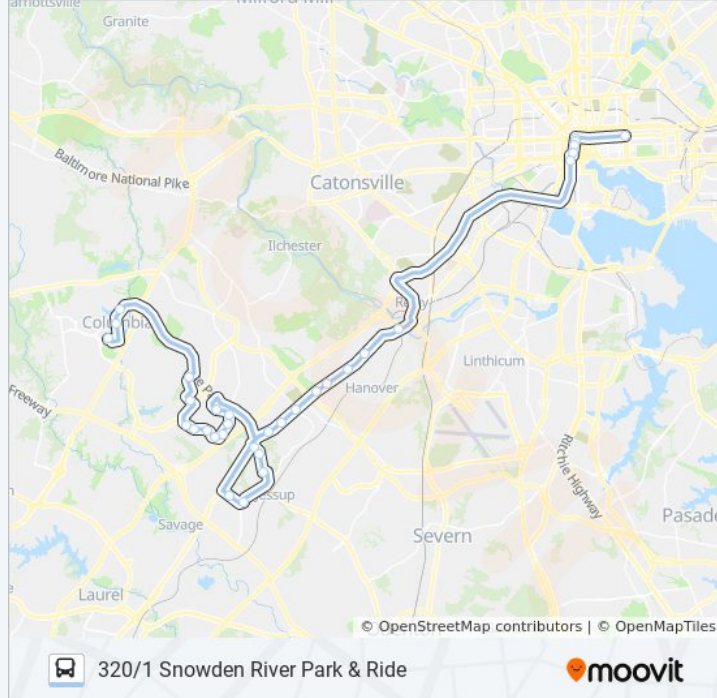 Granite
Baltimore National Pike
Catonsville
Ilchester
Columbia
Relay
Linthicum
Hanover
Freeway
Ritchie Highway
Jessup
Savage
Pasade
Severn
Laurel
© OpenStreetMap contributors | © OpenMapTiles
320/1 Snowden River Park & Ride
moovit